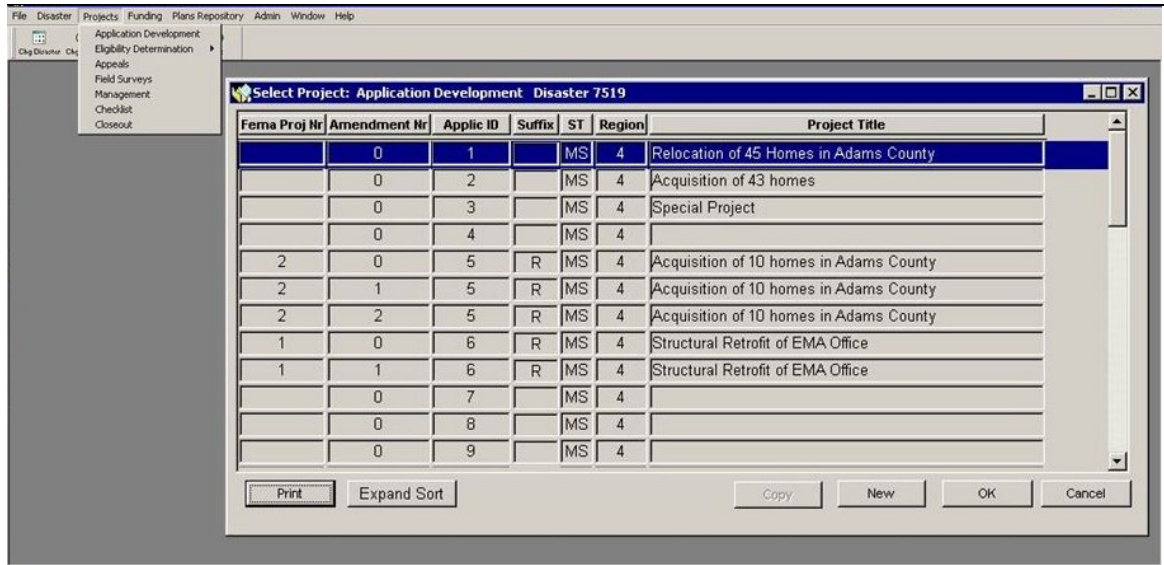 File Disaster Projects Funding Plans Repository Admin Window Help
Application Development
Chg Disaster Chg
Eligibility Determination
Appeals
Field Surveys
Management
Checklist
Closeout
Select Project: Application Development Disaster 7519
Fema Proj Nr Amendment Nr Applic ID Suffix ST Region Project Title
0 1 MS 4 Relocation of 45 Homes in Adams County
0 2 MS 4 Acquisition of 43 homes
0 3 MS 4 Special Project
0 4 MS 4
2 0 5 R MS 4 Acquisition of 10 homes in Adams County
2 1 5 R MS 4 Acquisition of 10 homes in Adams County
2 2 5 R MS 4 Acquisition of 10 homes in Adams County
1 0 6 R MS 4 Structural Retrofit of EMA Office
1 1 6 R MS 4 Structural Retrofit of EMA Office
0 7 MS 4
0 8 MS 4
0 9 MS 4
Print Expand Sort Copy New OK Cancel